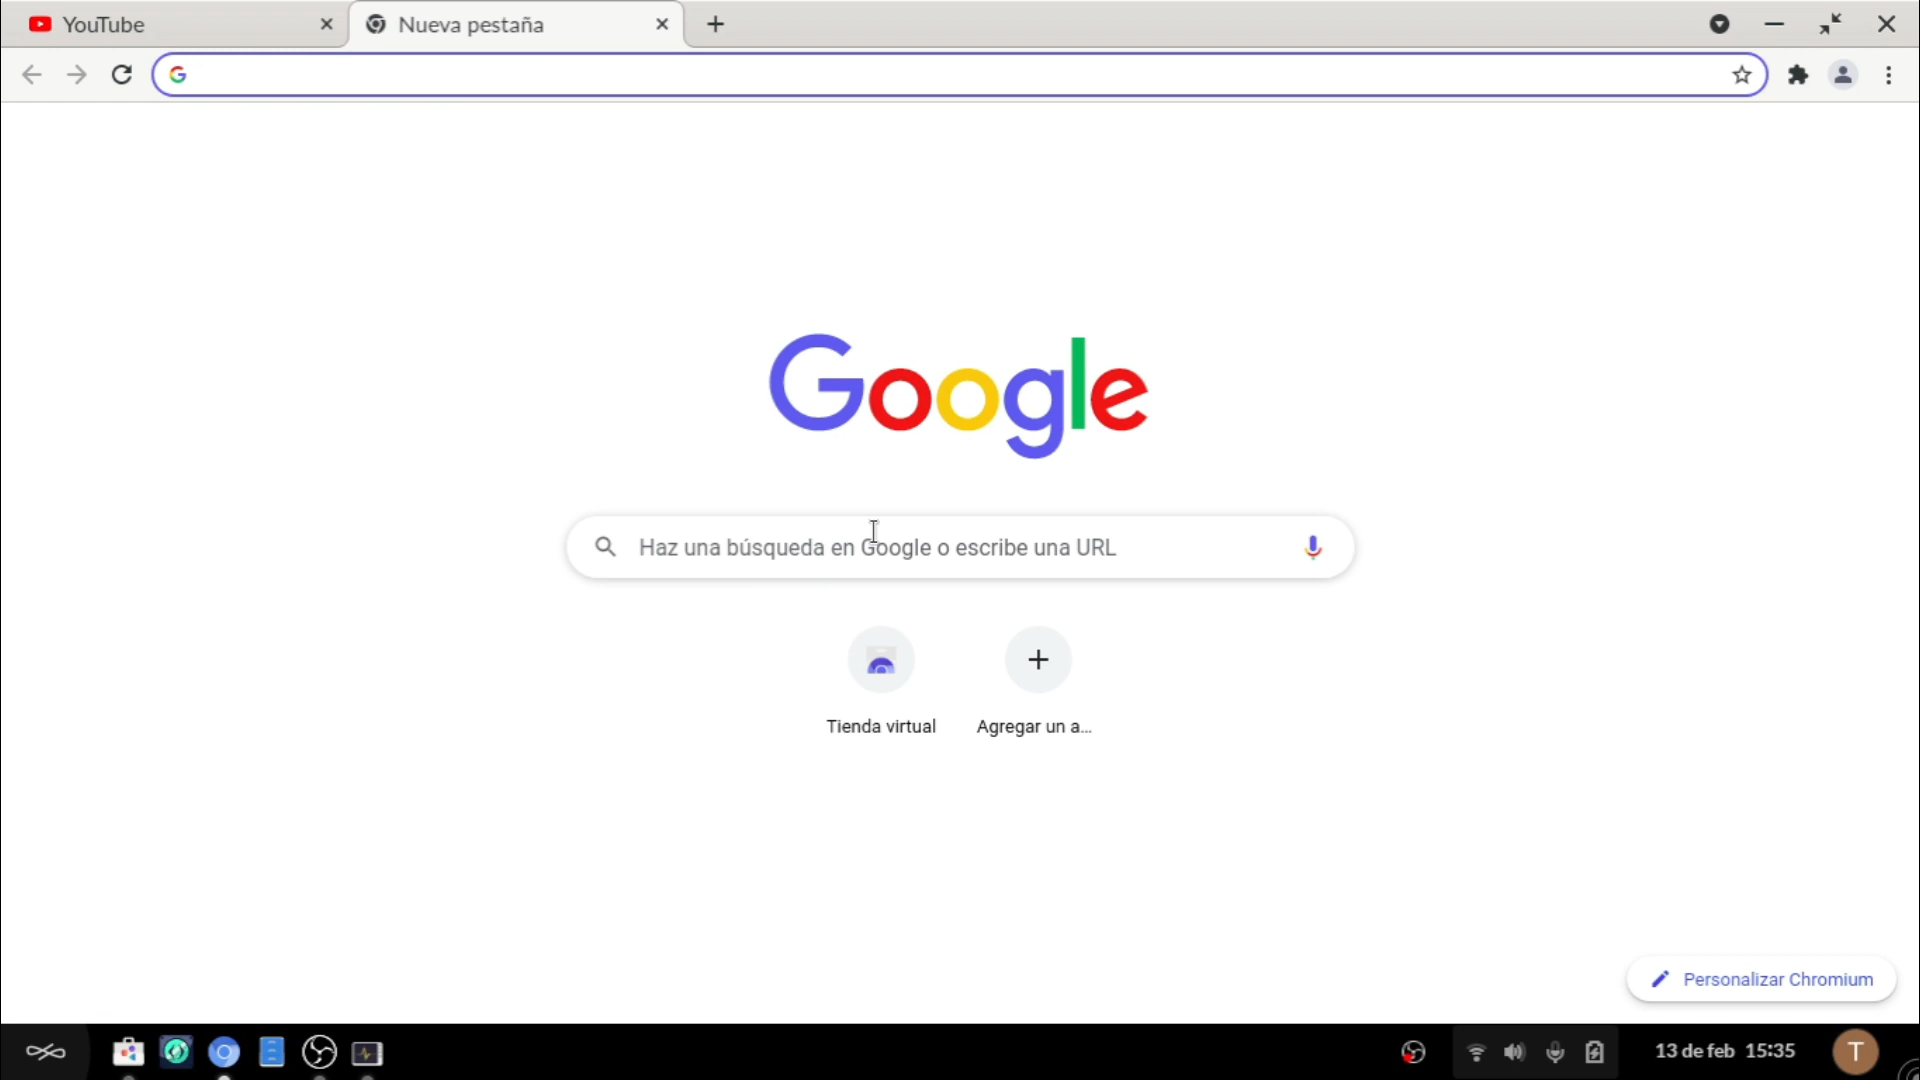 YouTube
Nueva pestaña
Google
Haz una búsqueda en Google o escribe una URL
Tienda virtual
Agregar un a...
Personalizar Chromium
13 de feb 15:35
T